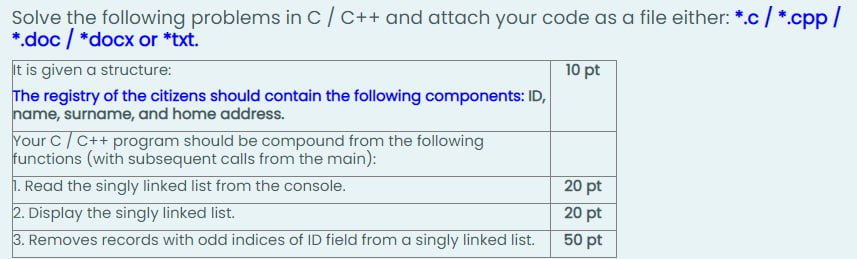 Solve the following problems in C / C++ and attach your code as a file either: *.c / *.cpp /
*.doc / *docx or *txt.
It is given a structure:
10 pt
The registry of the citizens should contain the following components: ID,
name, surname, and home address.
Your C / C++ program should be compound from the following
functions (with subsequent calls from the main):
1. Read the singly linked list from the console.
20 pt
2. Display the singly linked list.
20 pt
3. Removes records with odd indices of ID field from a singly linked list.
50 pt